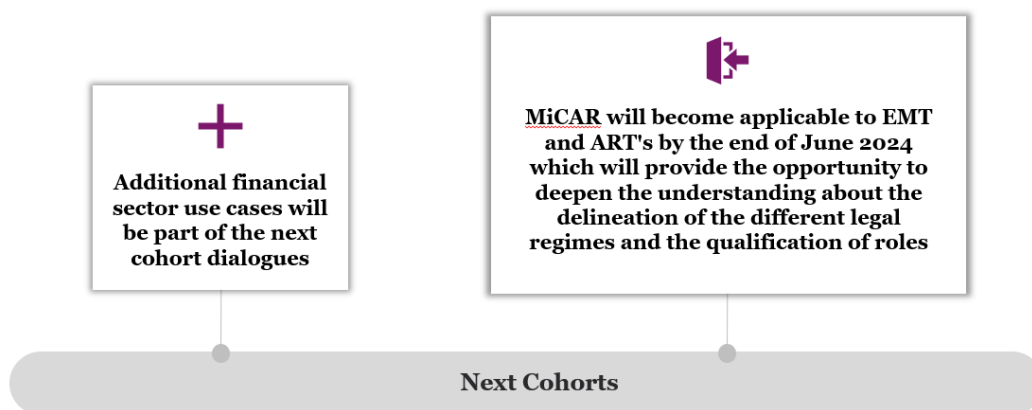 Additional financial
sector use cases will
be part of the next
cohort dialogues
MiCAR will become applicable to EMT
and ART's by the end of June 2024
which will provide the opportunity to
deepen the understanding about the
delineation of the different legal
regimes and the qualification of roles
Next Cohorts